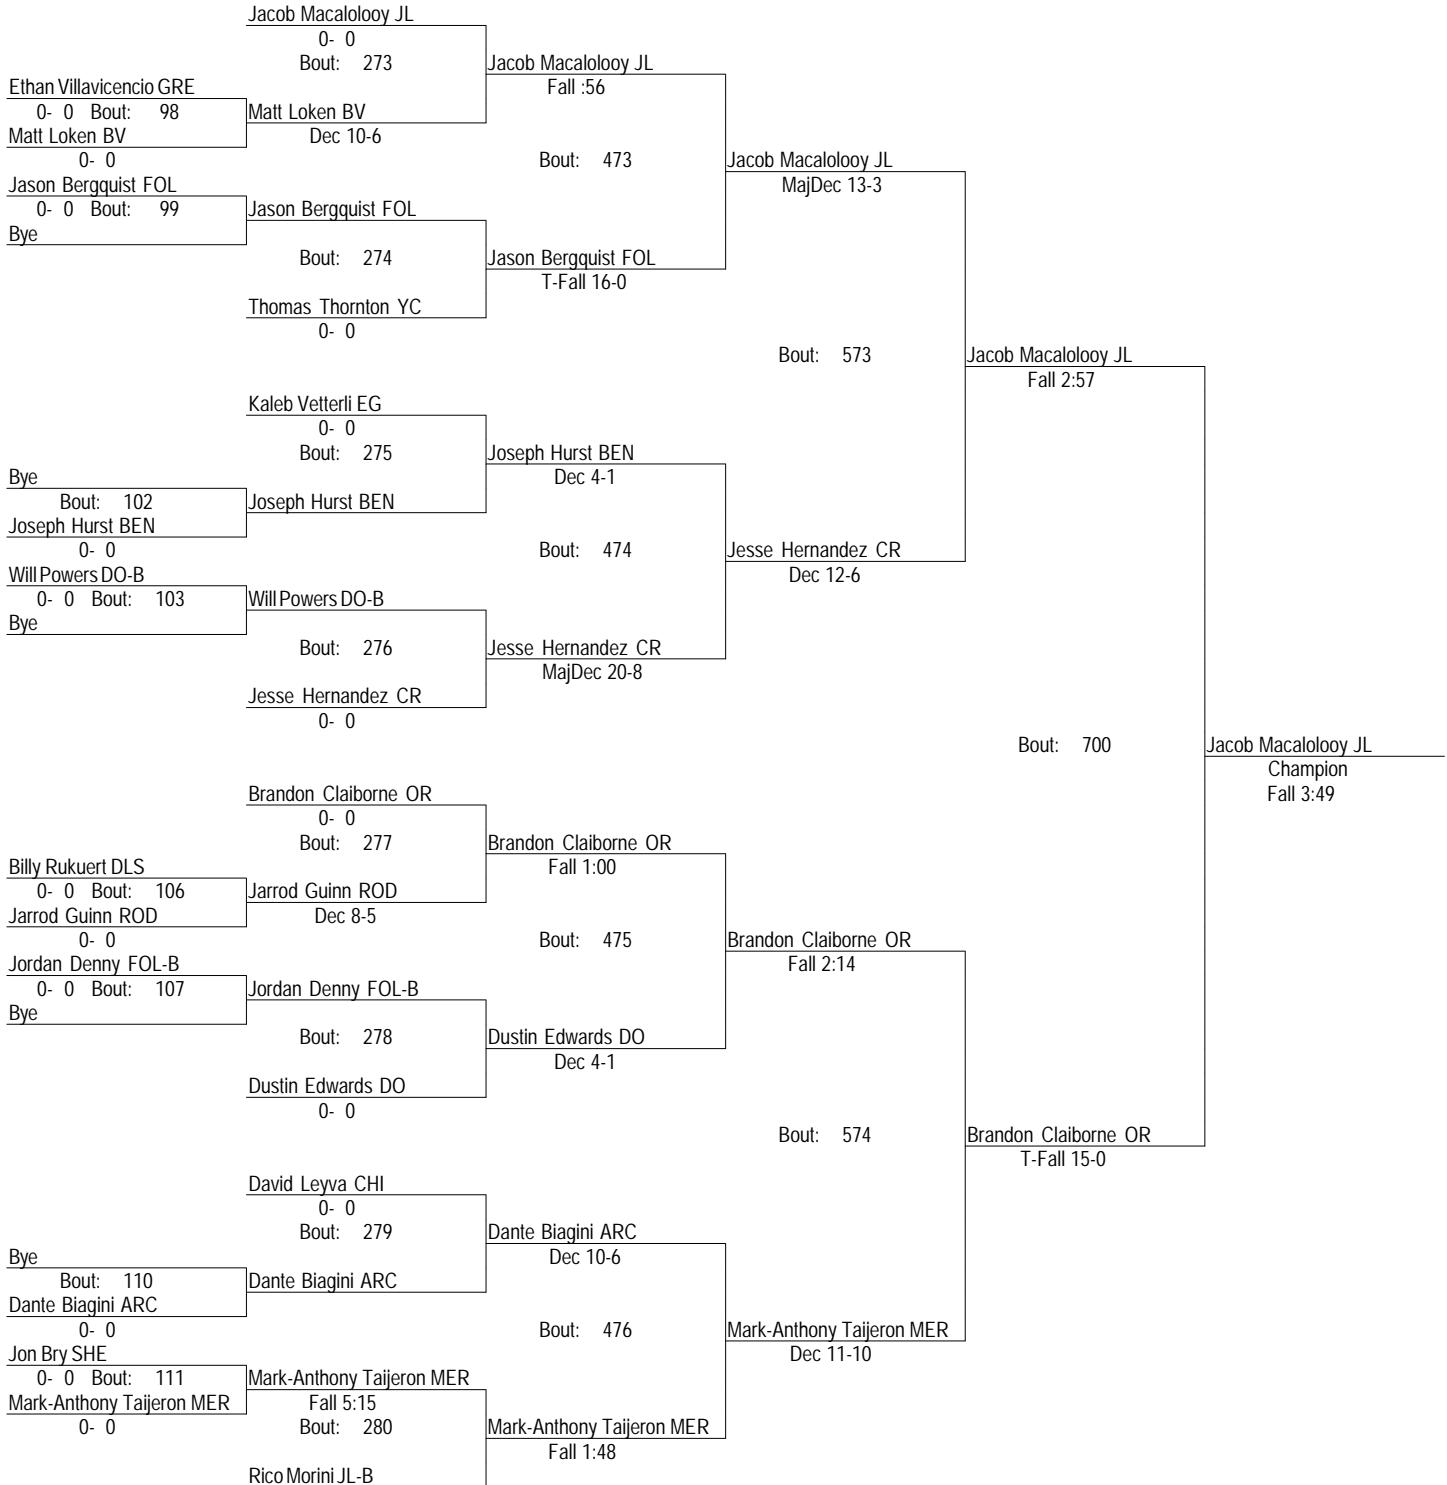 Jacob Macalolooy JL
0- 0
Bout: 273
Jacob Macalolooy JL
Fall :56
Ethan Villavicencio GRE
0- 0 Bout: 98
Matt Loken BV
Matt Loken BV
Dec 10-6
0- 0
Bout: 473
Jacob Macalolooy JL
MajDec 13-3
Jason Bergquist FOL
0- 0 Bout: 99
Jason Bergquist FOL
Bye
Bout: 274
Jason Bergquist FOL
T-Fall 16-0
Thomas Thornton YC
0- 0
Bout: 573
Jacob Macalolooy JL
Fall 2:57
Kaleb Vetterli EG
0- 0
Bout: 275
Joseph Hurst BEN
Dec 4-1
Bye
Bout: 102
Joseph Hurst BEN
Joseph Hurst BEN
0- 0
Bout: 474
Jesse Hernandez CR
Dec 12-6
Will Powers DO-B
0- 0 Bout: 103
Will Powers DO-B
Bye
Bout: 276
Jesse Hernandez CR
MajDec 20-8
Jesse Hernandez CR
0- 0
Bout: 700
Jacob Macalolooy JL
Champion
Fall 3:49
Brandon Claiborne OR
0- 0
Bout: 277
Brandon Claiborne OR
Fall 1:00
Billy Rukuert DLS
0- 0 Bout: 106
Jarrod Guinn ROD
Jarrod Guinn ROD
Dec 8-5
0- 0
Bout: 475
Brandon Claiborne OR
Fall 2:14
Jordan Denny FOL-B
0- 0 Bout: 107
Jordan Denny FOL-B
Bye
Bout: 278
Dustin Edwards DO
Dec 4-1
Dustin Edwards DO
0- 0
Bout: 574
Brandon Claiborne OR
T-Fall 15-0
David Leyva CHI
0- 0
Bout: 279
Dante Biagini ARC
Dec 10-6
Bye
Bout: 110
Dante Biagini ARC
Dante Biagini ARC
0- 0
Bout: 476
Mark-Anthony Taijeron MER
Dec 11-10
Jon Bry SHE
0- 0 Bout: 111
Mark-Anthony Taijeron MER
Fall 5:15
Mark-Anthony Taijeron MER
0- 0
Bout: 280
Mark-Anthony Taijeron MER
Fall 1:48
Rico Morini JL-B